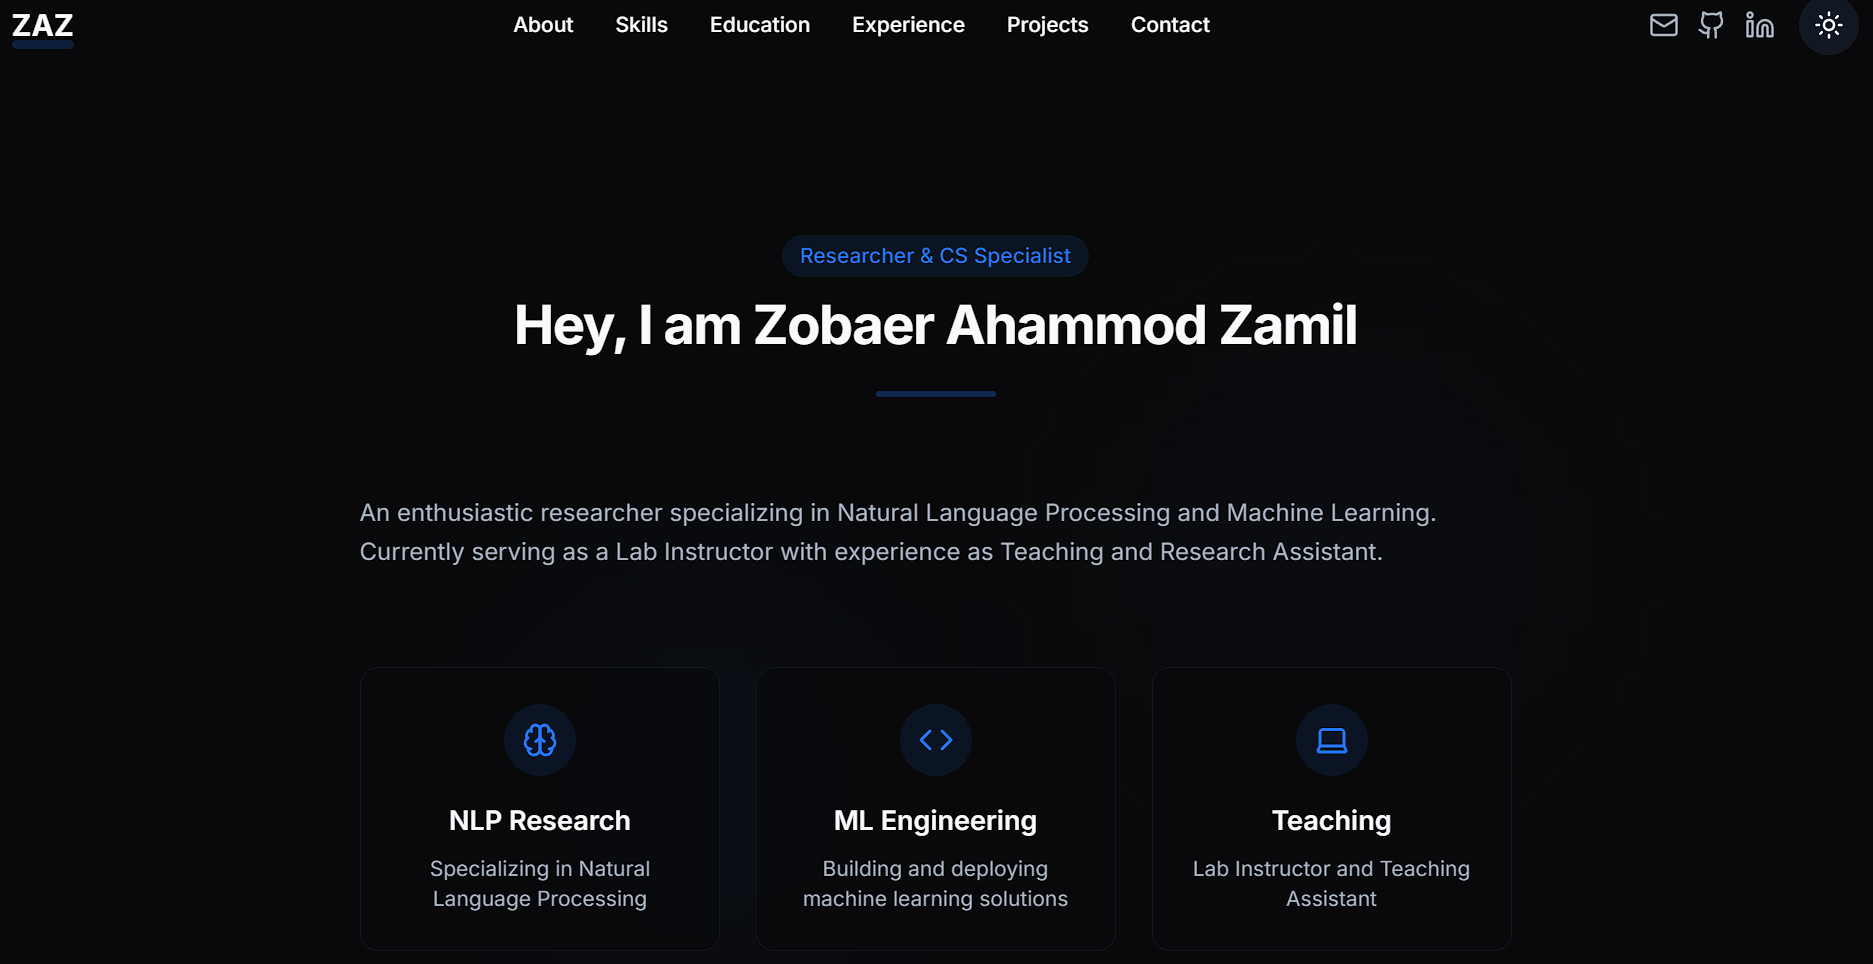 ZAZ
About Skills Education Experience Projects Contact
Researcher & CS Specialist
Hey, I am Zobaer Ahammod Zamil
An enthusiastic researcher specializing in Natural Language Processing and Machine Learning.
Currently serving as a Lab Instructor with experience as Teaching and Research Assistant.
NLP Research
Specializing in Natural
Language Processing
ML Engineering
Building and deploying
machine learning solutions
Teaching
Lab Instructor and Teaching
Assistant